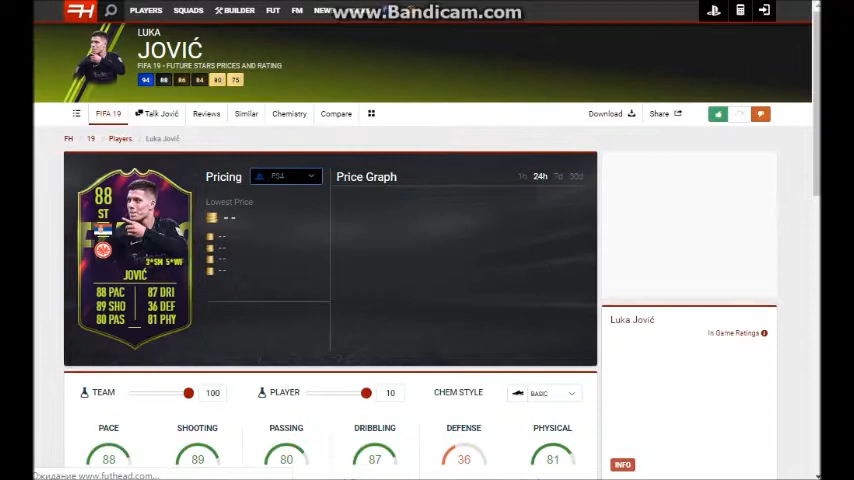 www.Bandicam.com
FH PLAYERS SQUADS BUILDER FUT FM NEWS
LUKA
JOVIĆ
FIFA 19 - FUTURE STARS PRICES AND RATING
94 88 86 84 80 75
FIFA 19 Talk Jović Reviews Similar Chemistry Compare Download Share
FH 19 Players Luka Jović
Pricing PS4 Price Graph 1h 24h 7d 30d
Lowest Price
--
--
--
--
--
88
ST
3*SM 5*WF
JOVIĆ
88 PAC 87 DRI
89 SHO 36 DEF
80 PAS 81 PHY
Luka Jović
In Game Ratings
TEAM 100 PLAYER 10 CHEM STYLE BASIC
PACE SHOOTING PASSING DRIBBLING DEFENSE PHYSICAL
88 89 80 87 36 81
INFO
Ожидание www.futhead.com...